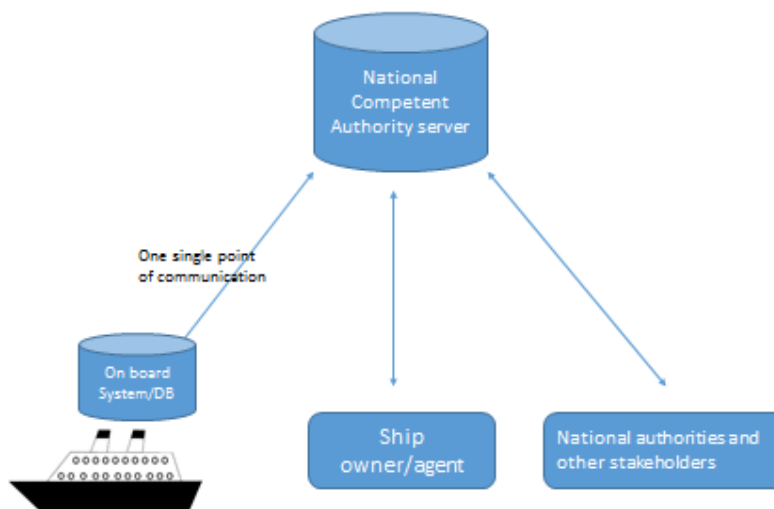 National
Competent
Authority server
One single point
of communication
On board
System/DB
Ship
owner/agent
National authorities and
other stakeholders